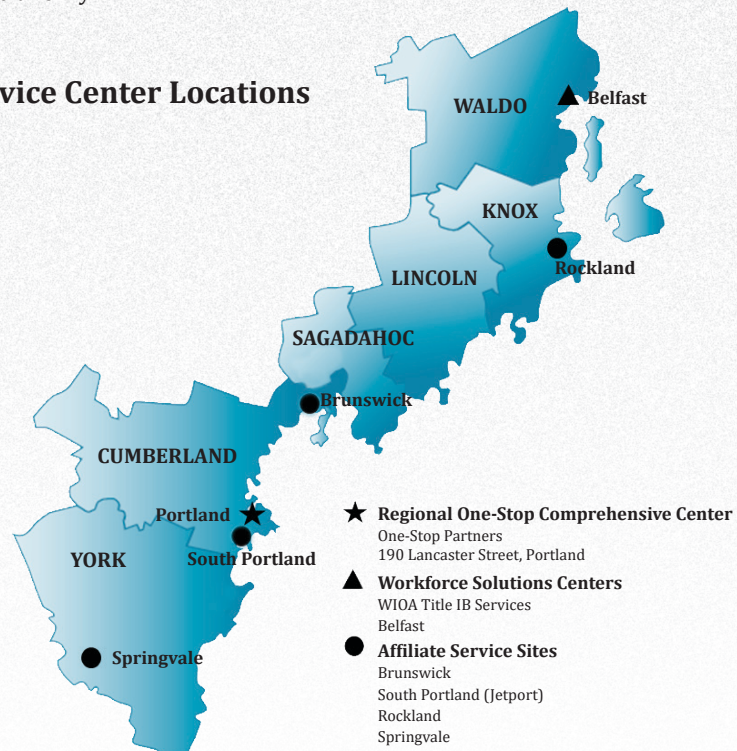 vice Center Locations
WALDO
Belfast
KNOX
Rockland
LINCOLN
SAGADAHOC
Brunswick
CUMBERLAND
Portland
South Portland
YORK
Springvale
Regional One-Stop Comprehensive Center
One-Stop Partners
190 Lancaster Street, Portland
Workforce Solutions Centers
WIOA Title IB Services
Belfast
Affiliate Service Sites
Brunswick
South Portland (Jetport)
Rockland
Springvale